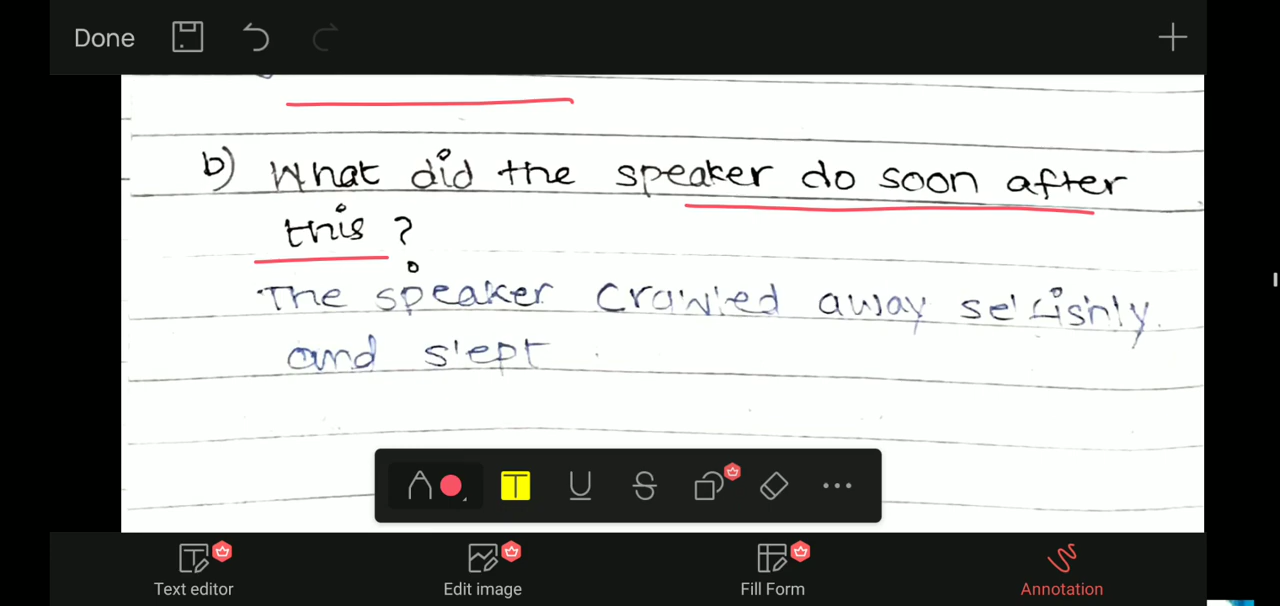 Done
b) What did the speaker do soon after
this ?
The speaker crawled away selfishly.
and slept.
T
U
S
Text editor
Edit image
Fill Form
Annotation